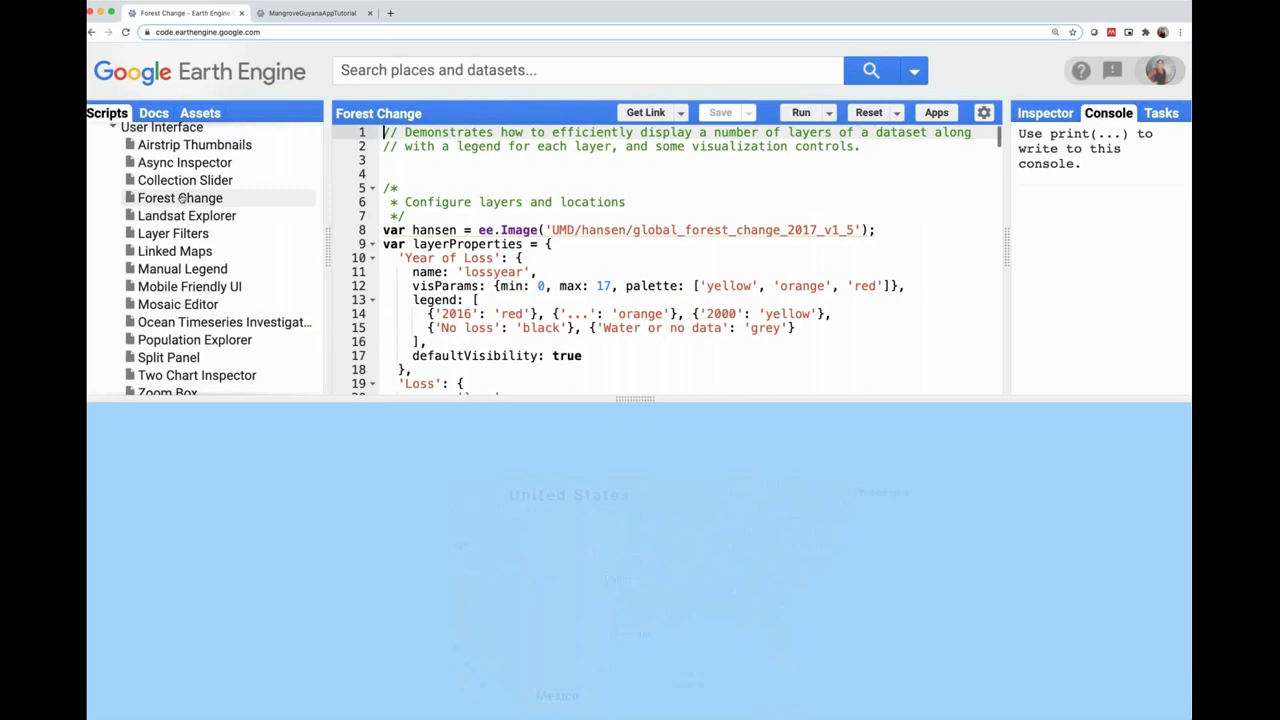 Forest Change - Earth Engine
MangroveGuyanaAppTutorial
code.earthengine.google.com
Google Earth Engine
Search places and datasets...
Scripts
Docs
Assets
User Interface
Airstrip Thumbnails
Async Inspector
Collection Slider
Forest Change
Landsat Explorer
Layer Filters
Linked Maps
Manual Legend
Mobile Friendly UI
Mosaic Editor
Ocean Timeseries Investigat...
Population Explorer
Split Panel
Two Chart Inspector
Zoom Box
Forest Change
Get Link
Save
Run
Reset
Apps
1 // Demonstrates how to efficiently display a number of layers of a dataset along
2 // with a legend for each layer, and some visualization controls.
3
4
5 /*
6 * Configure layers and locations
7 */
8 var hansen = ee.Image('UMD/hansen/global_forest_change_2017_v1_5');
9 var layerProperties = {
10 'Year of Loss': {
11 name: 'lossyear',
12 visParams: {min: 0, max: 17, palette: ['yellow', 'orange', 'red']},
13 legend: [
14 {'2016': 'red'}, {'...': 'orange'}, {'2000': 'yellow'},
15 {'No loss': 'black'}, {'Water or no data': 'grey'}
16 ],
17 defaultVisibility: true
18 },
19 'Loss': {
Inspector
Console
Tasks
Use print(...) to
write to this
console.
United States
Mexico